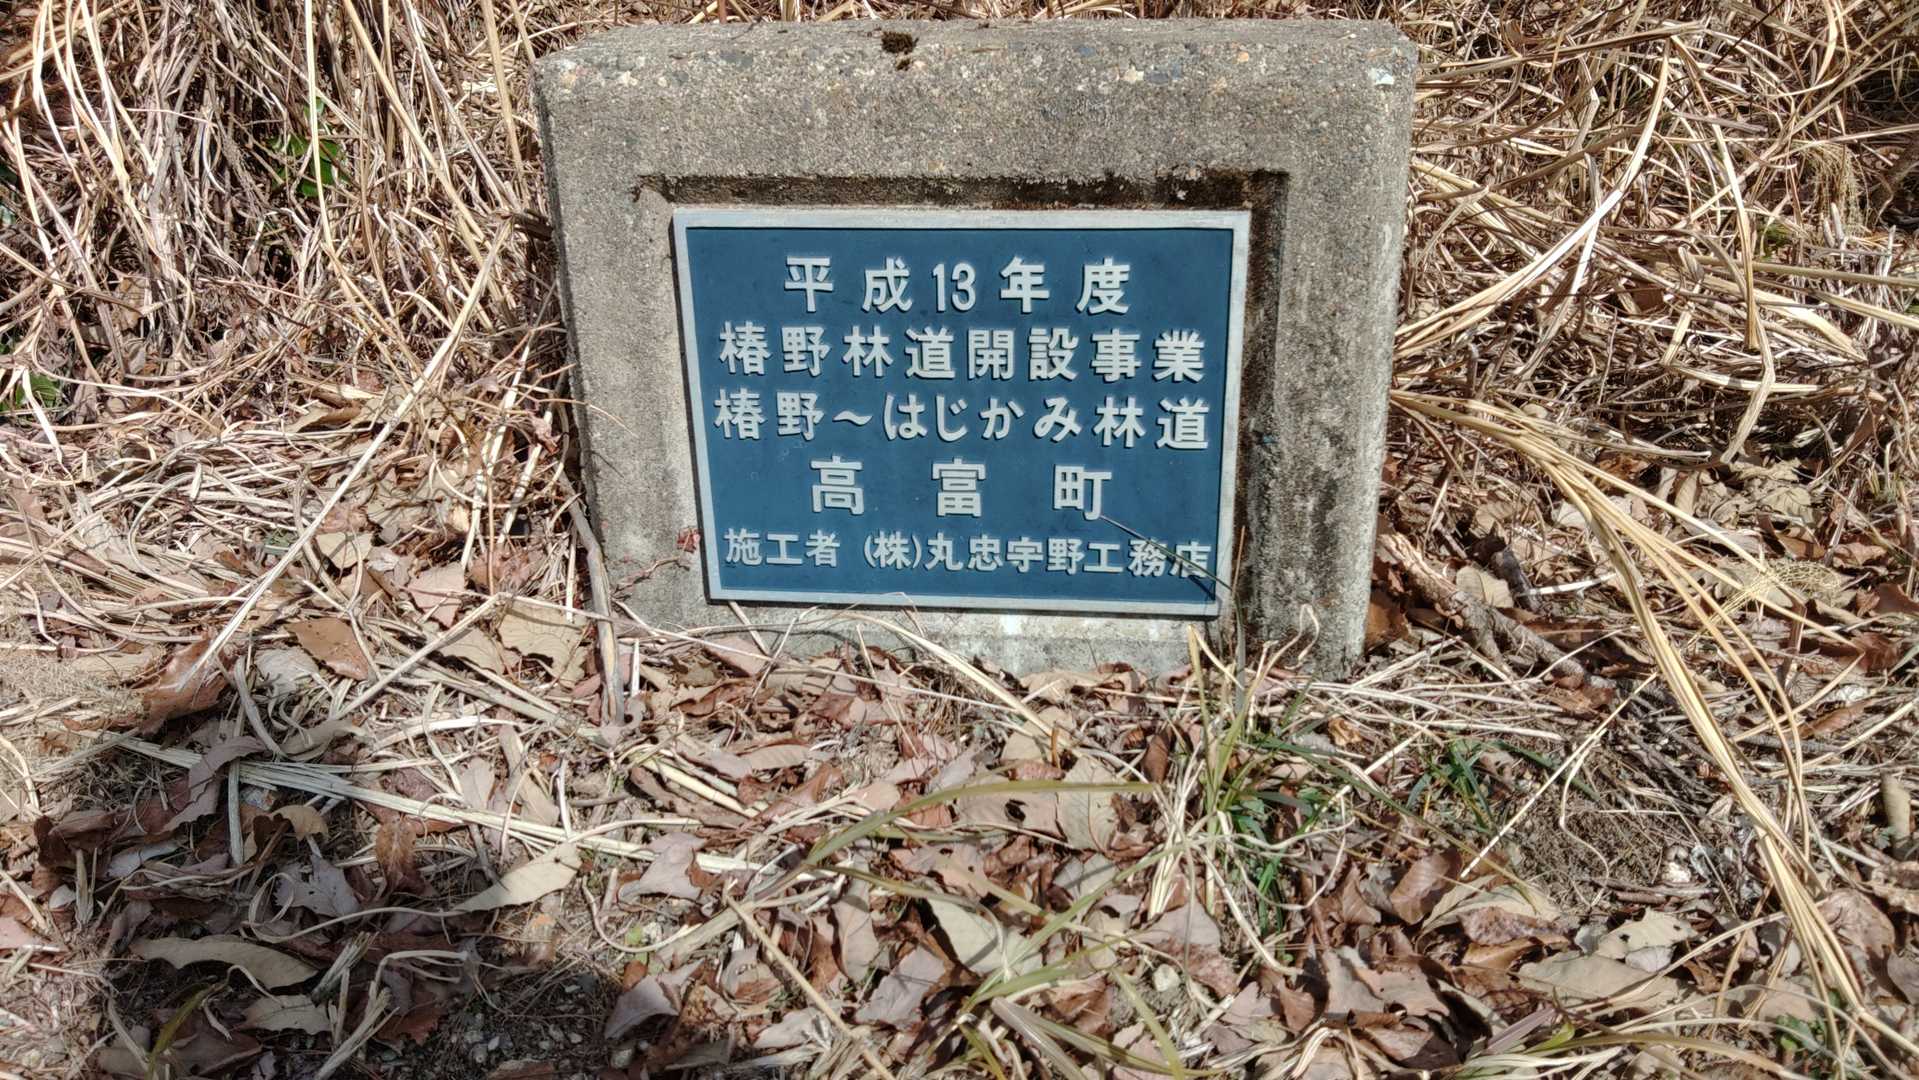 平成13年度
椿野林道開設事業
椿野～はじかみ林道
高富町
施工者 (株)丸忠宇野工務店